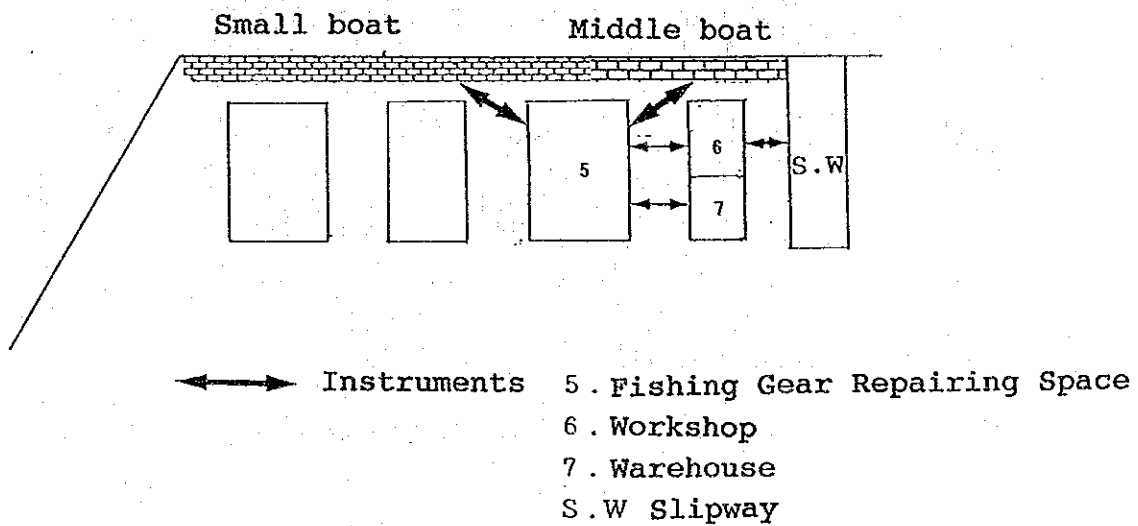 Small boat Middle boat
5 6 S.W
7
Instruments 5. Fishing Gear Repairing Space
6. Workshop
7. Warehouse
S.W Slipway